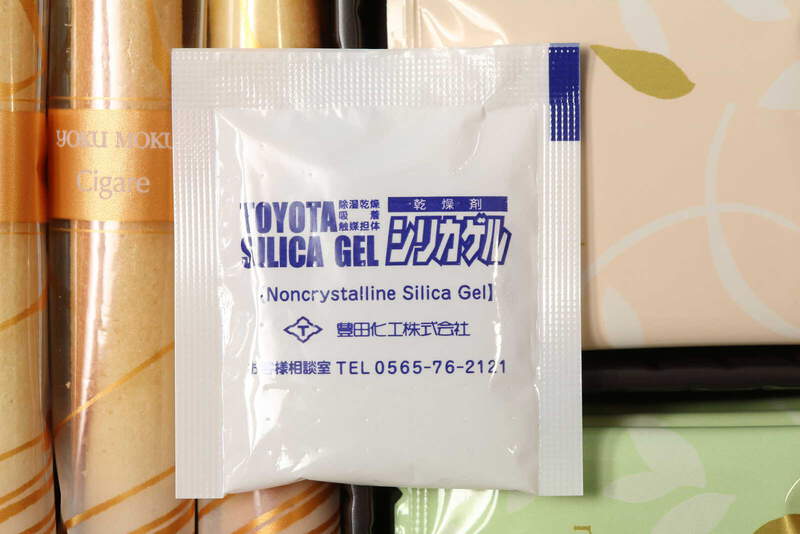 YOKU MOKU
Cigare
TOYOTA
SILICA GEL
除湿乾燥
吸着
触媒担体
乾燥剤
シリカゲル
【Noncrystalline Silica Gel】
T
豊田化工株式会社
お客様相談室 TEL 0565-76-2121